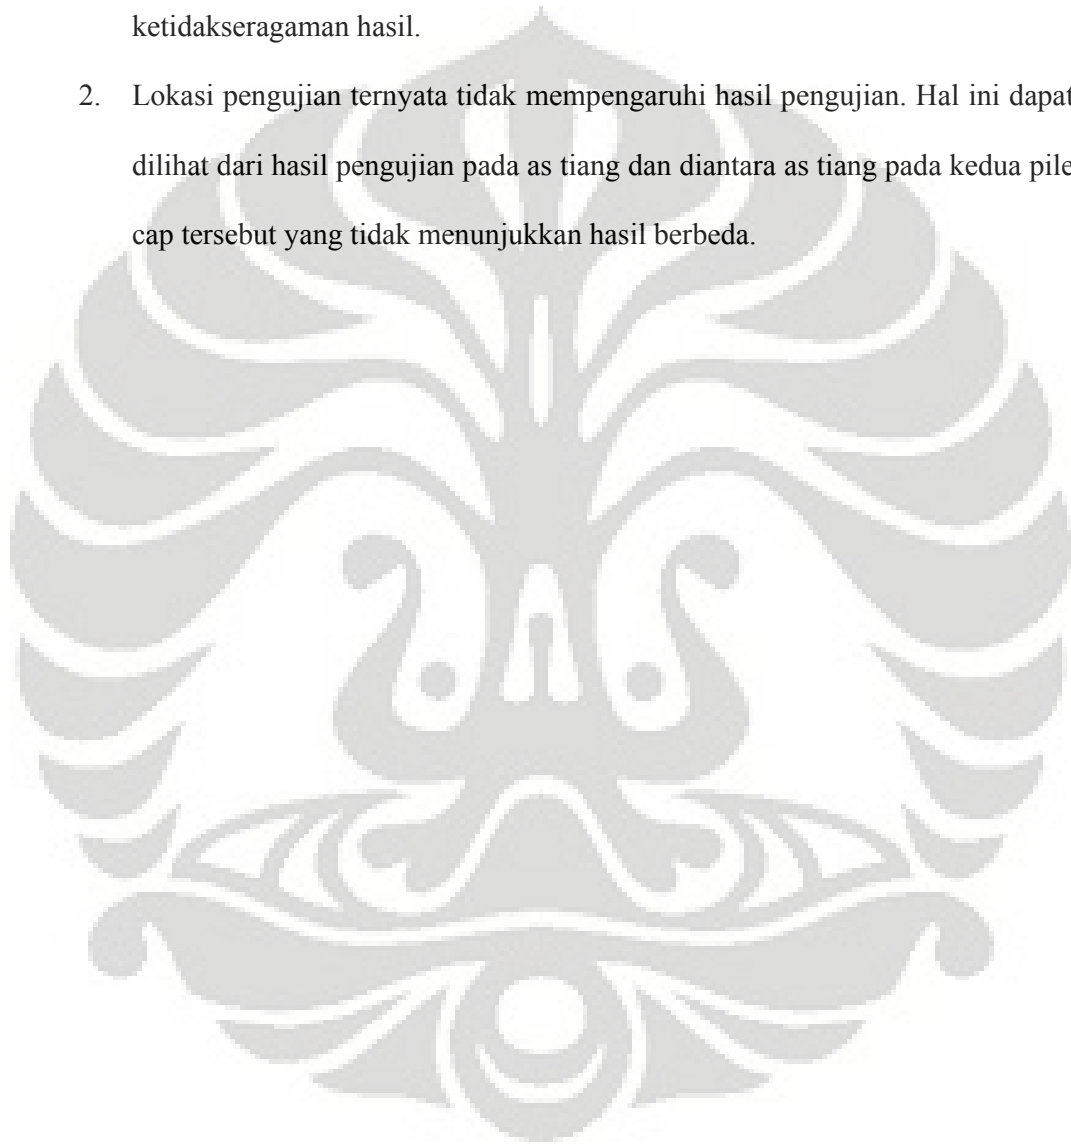 ketidakseragaman hasil.
2. Lokasi pengujian ternyata tidak mempengaruhi hasil pengujian. Hal ini dapat
dilihat dari hasil pengujian pada as tiang dan diantara as tiang pada kedua pile
cap tersebut yang tidak menunjukkan hasil berbeda.